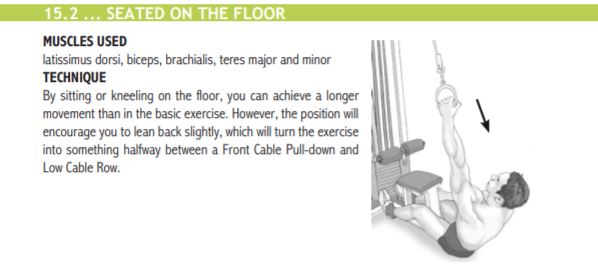 15.2 ... SEATED ON THE FLOOR
MUSCLES USED
latissimus dorsi, biceps, brachialis, teres major and minor
TECHNIQUE
By sitting or kneeling on the floor, you can achieve a longer
movement than in the basic exercise. However, the position will
encourage you to lean back slightly, which will turn the exercise
into something halfway between a Front Cable Pull-down and
Low Cable Row.